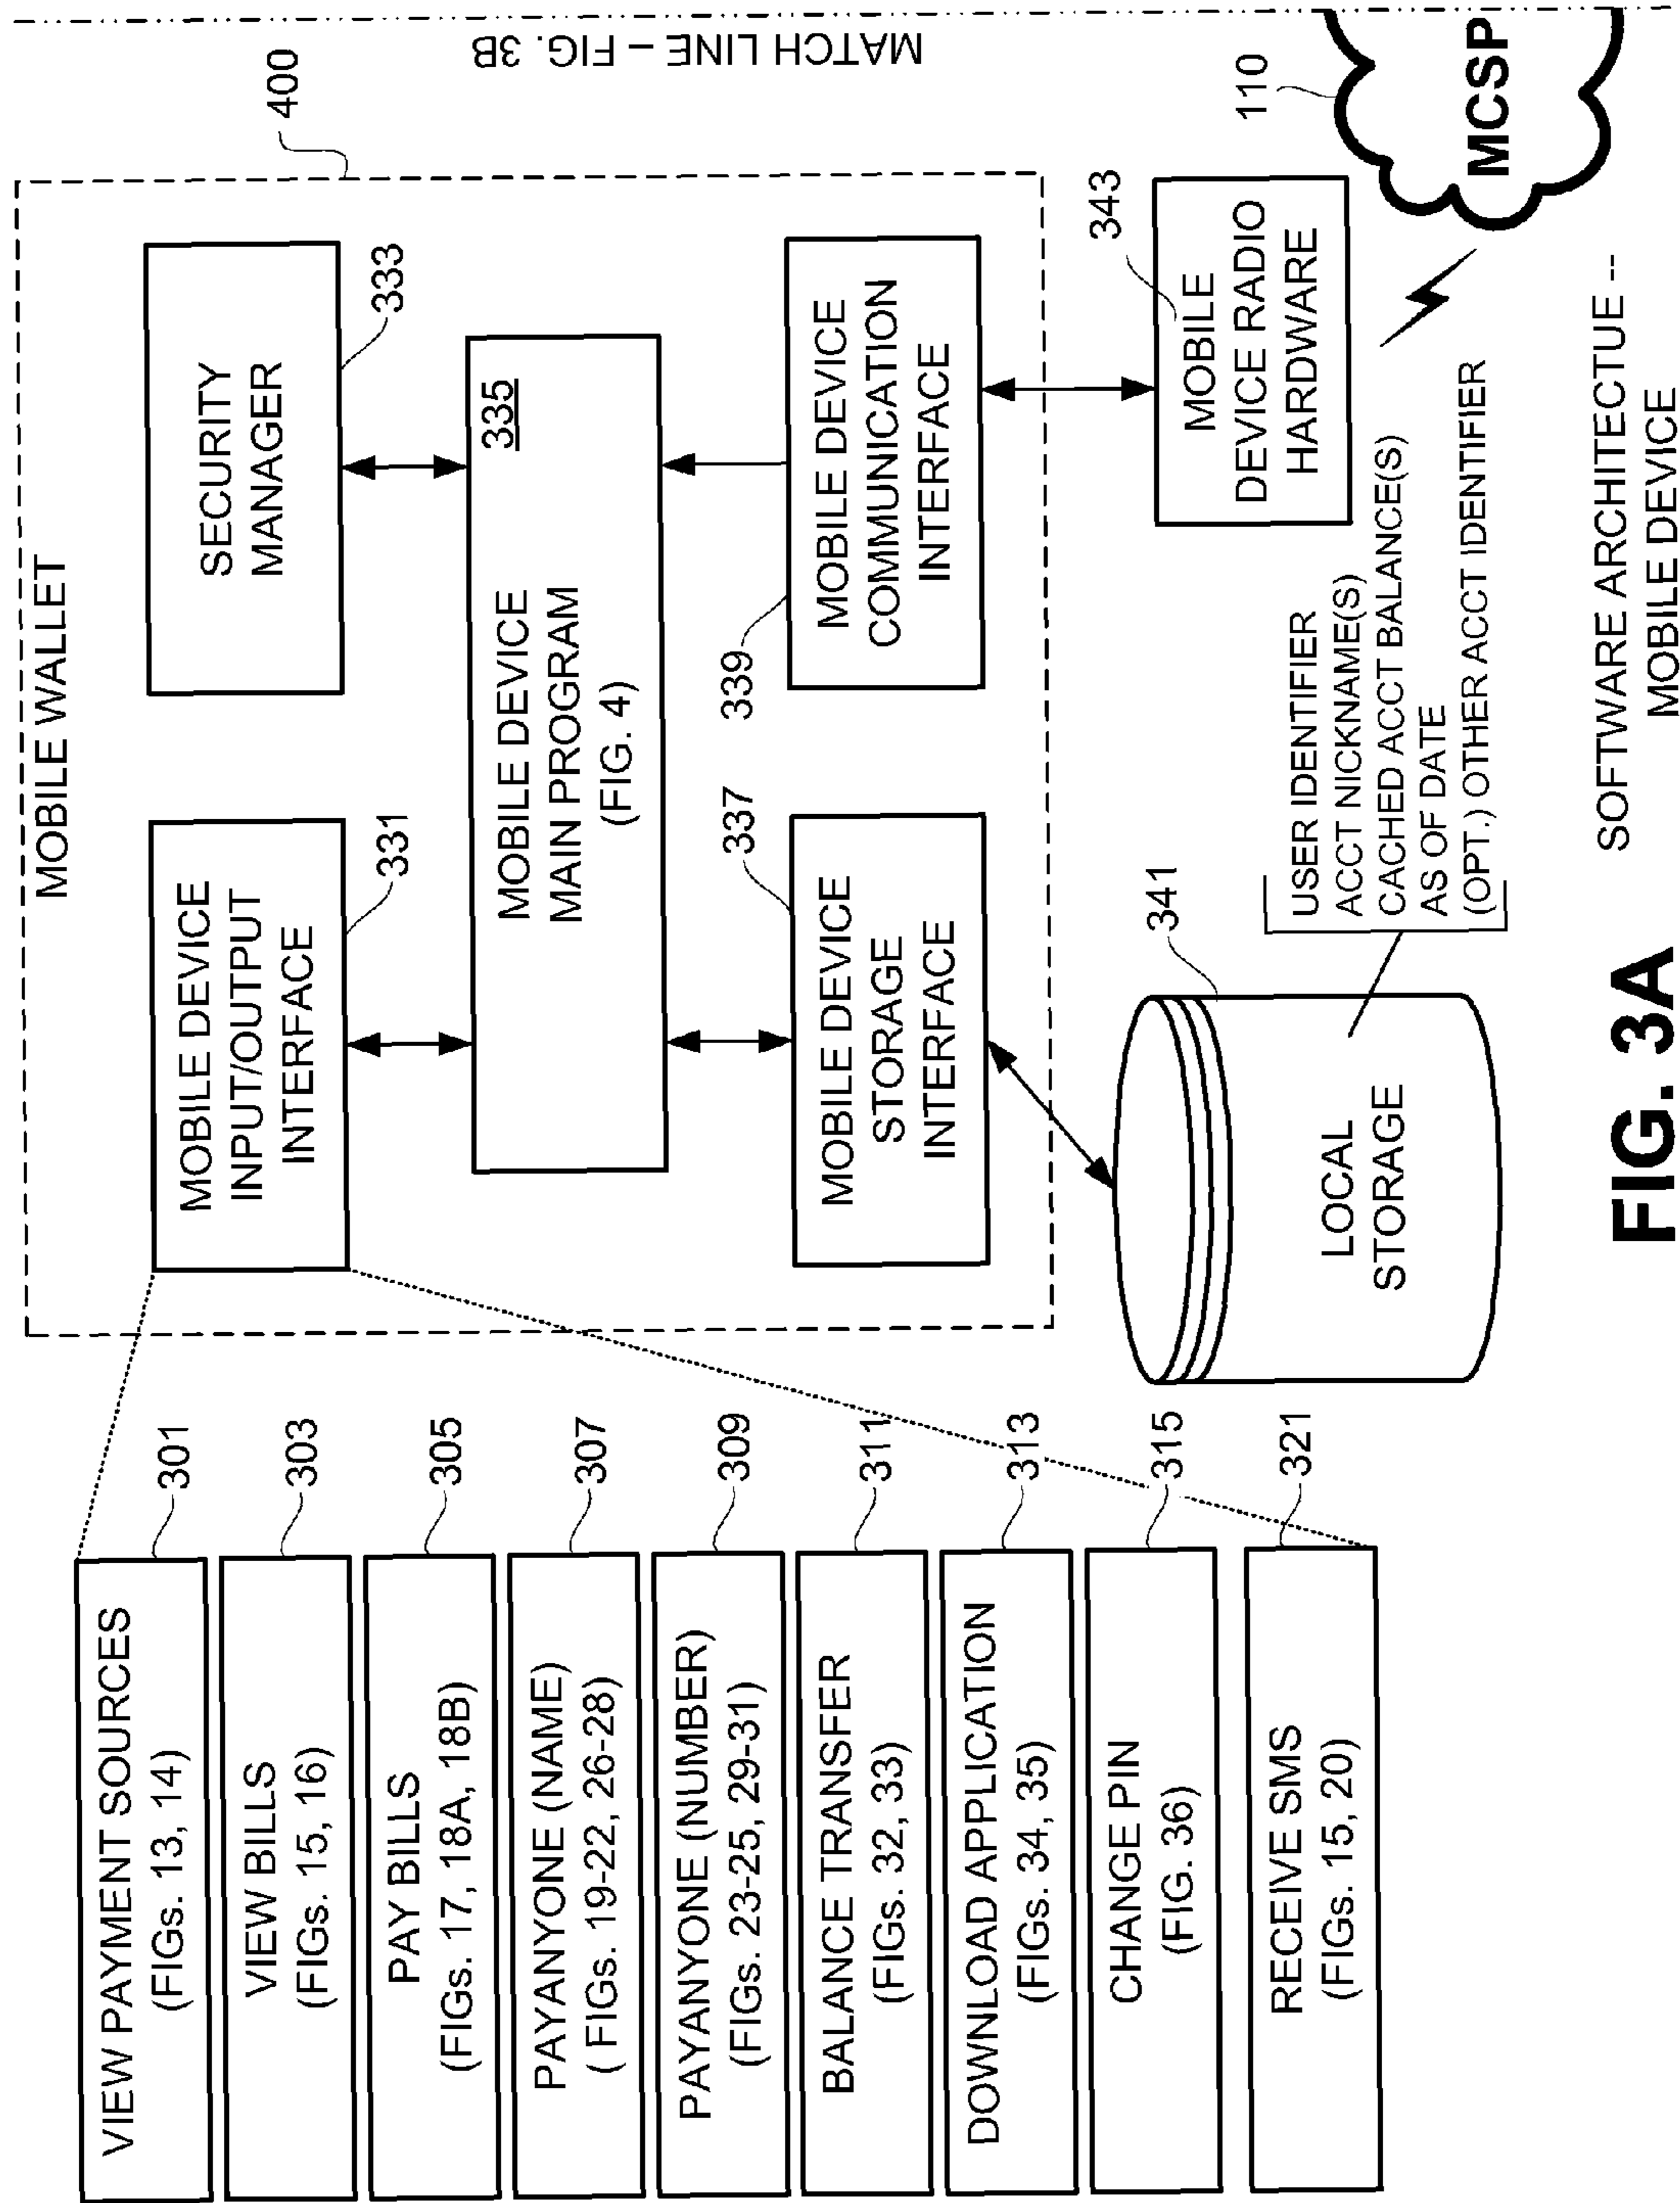 VIEW PAYMENT SOURCES
(FIGs. 13, 14)
301
VIEW BILLS
(FIGs. 15, 16)
303
PAY BILLS
(FIGs. 17, 18A, 18B)
305
PAYANYONE (NAME)
( FIGs. 19-22, 26-28)
307
PAYANYONE (NUMBER)
(FIGs. 23-25, 29-31)
309
BALANCE TRANSFER
(FIGs. 32, 33)
311
DOWNLOAD APPLICATION
(FIGs. 34, 35)
313
CHANGE PIN
(FIG. 36)
315
RECEIVE SMS
(FIGs. 15, 20)
321
MOBILE WALLET
400
MOBILE DEVICE
INPUT/OUTPUT
INTERFACE
331
SECURITY
MANAGER
333
MOBILE DEVICE
MAIN PROGRAM
(FIG. 4)
335
MOBILE DEVICE
STORAGE
INTERFACE
337
MOBILE DEVICE
COMMUNICATION
INTERFACE
339
LOCAL
STORAGE
341
USER IDENTIFIER
ACCT NICKNAME(S)
CACHED ACCT BALANCE(S)
AS OF DATE
(OPT.) OTHER ACCT IDENTIFIER
MOBILE
DEVICE RADIO
HARDWARE
343
110
MCSP
MATCH LINE – FIG. 3B
FIG. 3A
SOFTWARE ARCHITECTUE --
MOBILE DEVICE